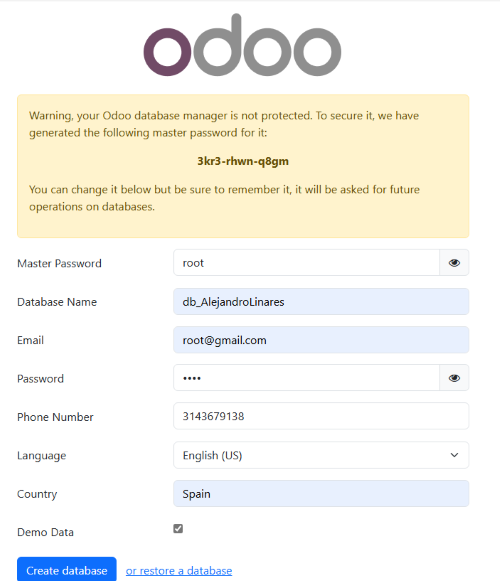 odoo
Warning, your Odoo database manager is not protected. To secure it, we have
generated the following master password for it:
3kr3-rhwn-q8gm
You can change it below but be sure to remember it, it will be asked for future
operations on databases.
Master Password root
Database Name db_AlejandroLinares
Email root@gmail.com
Password ••••
Phone Number 3143679138
Language English (US)
Country Spain
Demo Data
Create database or restore a database